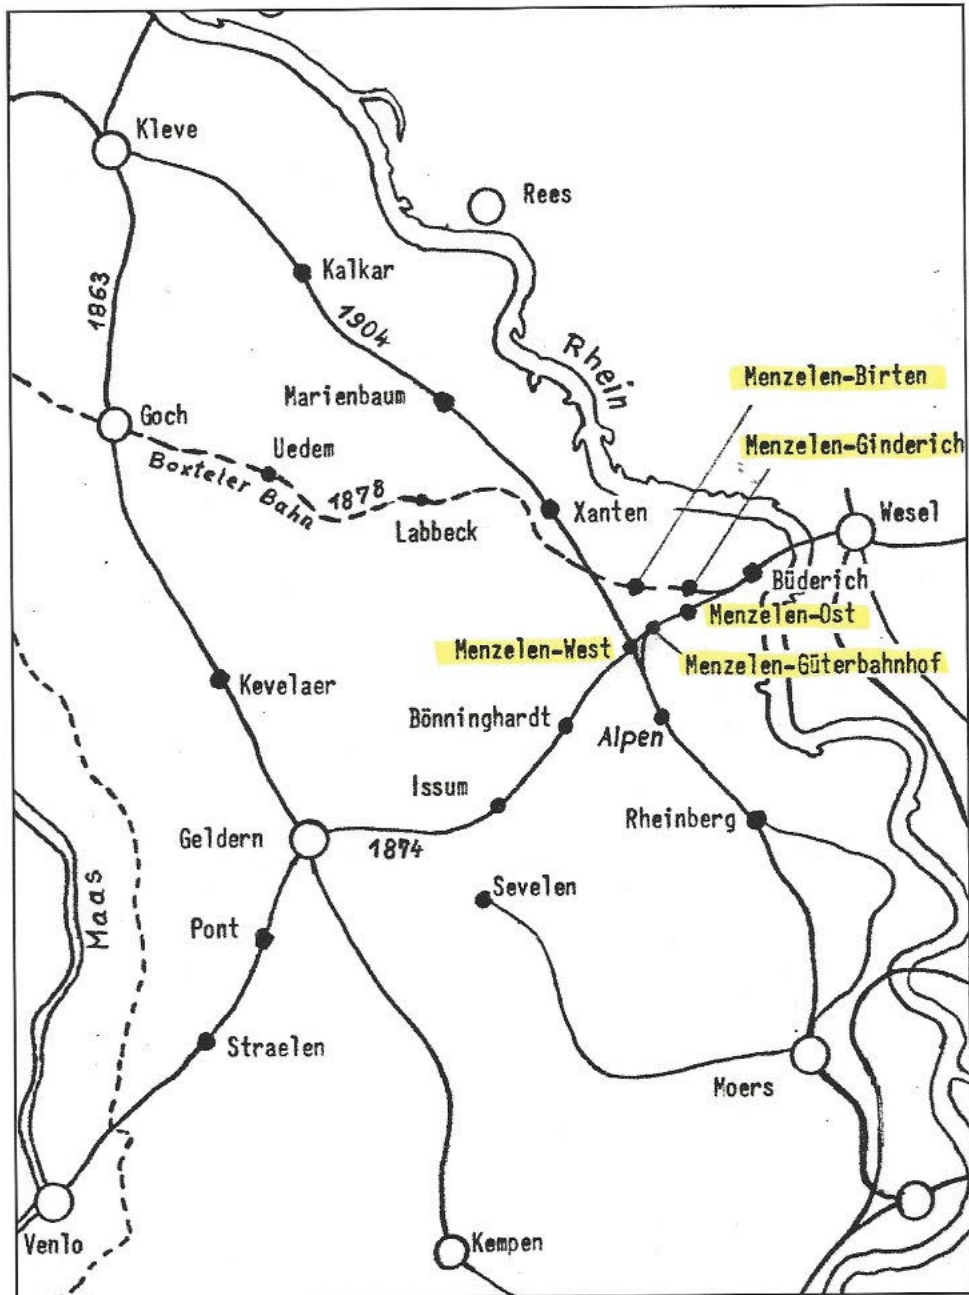 Kleve
Rees
Kalkar
1863
1904
Rhein
Menzelen-Birten
Marienbaum
Goch
Uedem
Menzelen-Ginderich
Boxteler Bahn
1878
Labbeck
Xanten
Wesel
Büderich
Menzelen-Ost
Menzelen-West
Menzelen-Güterbahnhof
Kevelaer
Bönninghardt
Alpen
Issum
Rheinberg
Geldern
1874
Sevelen
Maas
Pont
Straelen
Moers
Venlo
Kempen